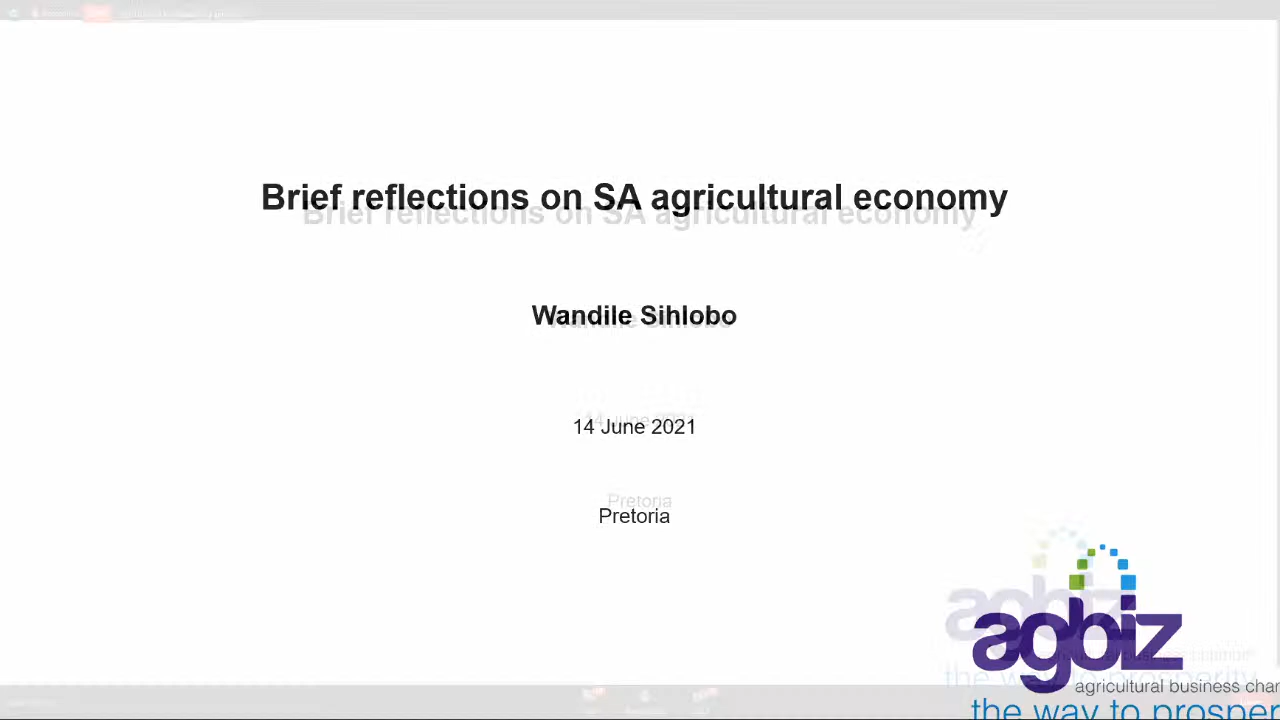 Brief reflections on SA agricultural economy
Wandile Sihlobo
14 June 2021
Pretoria
agbiz
agricultural business char
the way to prosper